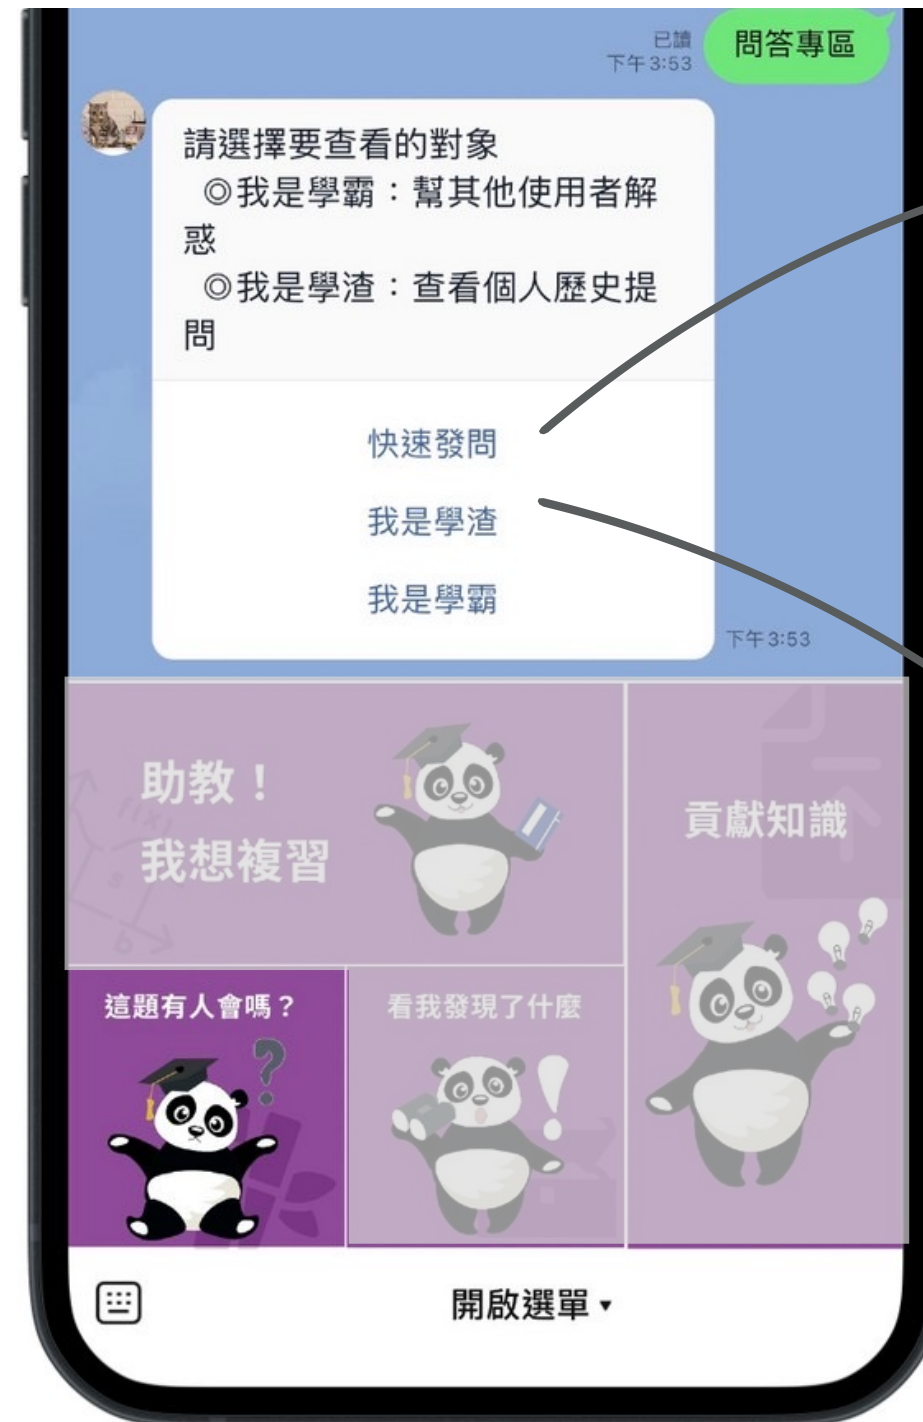 已讀
下午 3:53
問答專區
請選擇要查看的對象
◎我是學霸：幫其他使用者解
惑
◎我是學渣：查看個人歷史提
問
快速發問
我是學渣
我是學霸
下午 3:53
助教！
我想複習
貢獻知識
這題有人會嗎？
看我發現了什麼
開啟選單▾